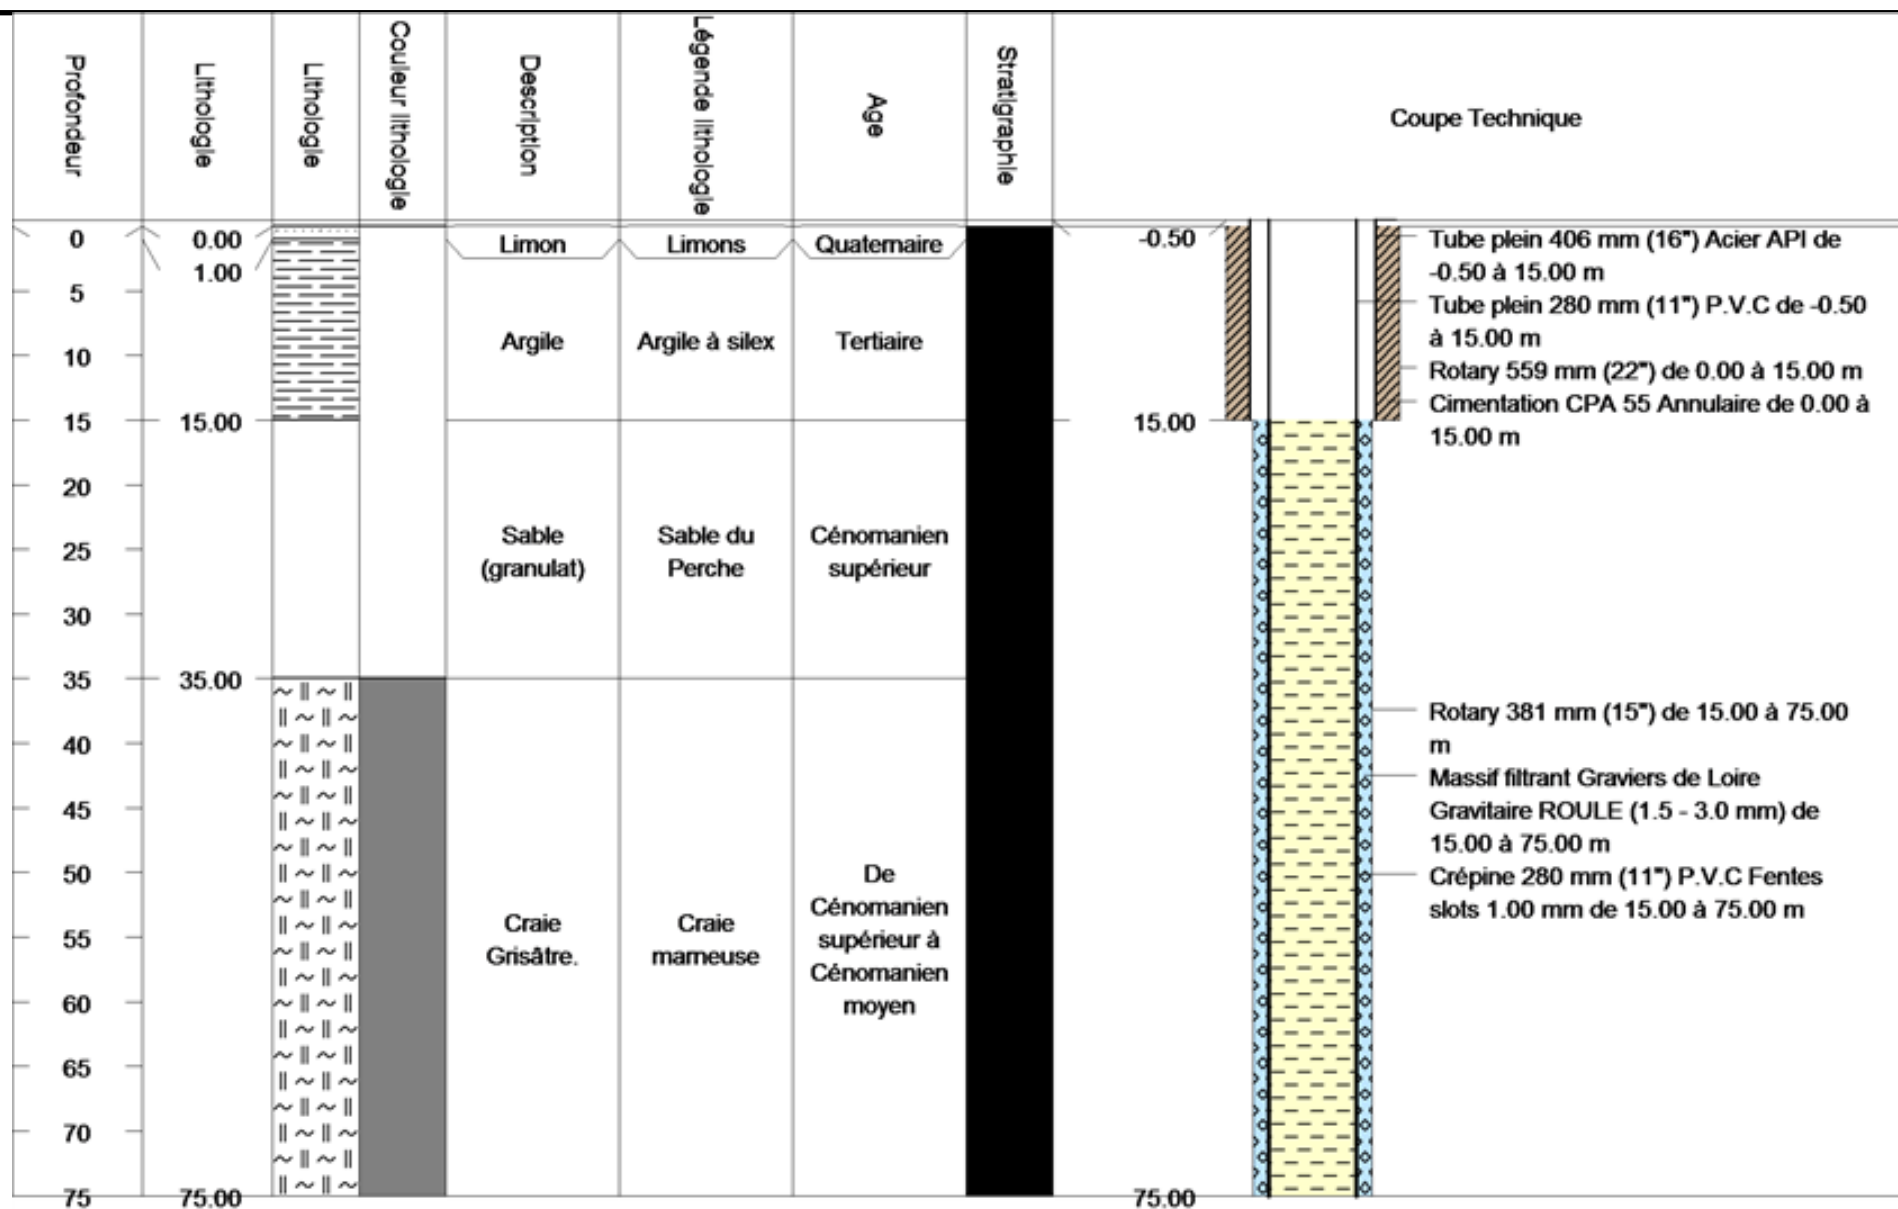 Profondeur
Lithologie
Lithologie
Couleur lithologie
Description
Légende lithologie
Age
Stratigraphie
Coupe Technique
0
5
10
15
20
25
30
35
40
45
50
55
60
65
70
75
0.00
1.00
15.00
35.00
75.00
Limon
Limons
Quaternaire
Argile
Argile à silex
Tertiaire
Sable
(granulat)
Sable du
Perche
Cénomanien
supérieur
Craie
Grisâtre.
Craie
marneuse
De
Cénomanien
supérieur à
Cénomanien
moyen
-0.50
15.00
75.00
Tube plein 406 mm (16") Acier API de
-0.50 à 15.00 m
Tube plein 280 mm (11") P.V.C de -0.50
à 15.00 m
Rotary 559 mm (22") de 0.00 à 15.00 m
Cimentation CPA 55 Annulaire de 0.00 à
15.00 m
Rotary 381 mm (15") de 15.00 à 75.00
m
Massif filtrant Graviers de Loire
Gravitaire ROULE (1.5 - 3.0 mm) de
15.00 à 75.00 m
Crépine 280 mm (11") P.V.C Fentes
slots 1.00 mm de 15.00 à 75.00 m